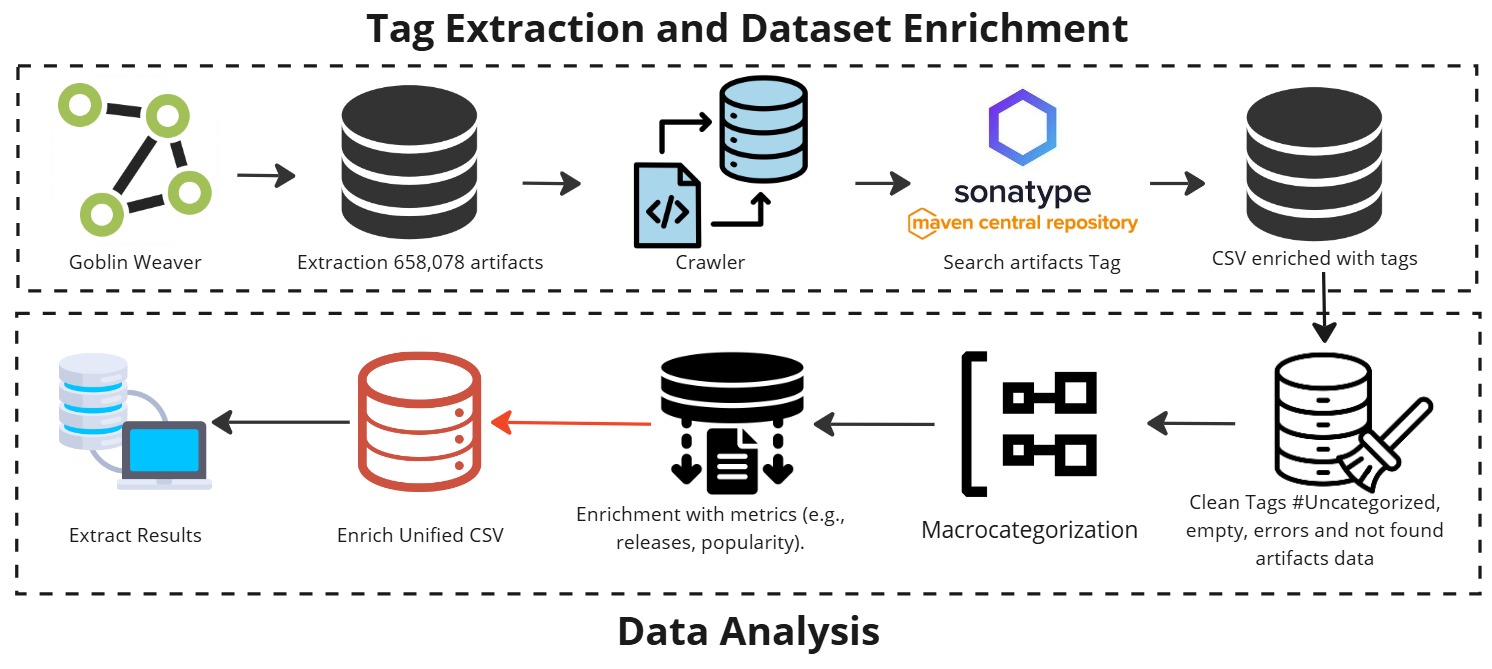 Tag Extraction and Dataset Enrichment
Goblin Weaver
Extraction 658,078 artifacts
</>
Crawler
sonatype
maven central repository
Search artifacts Tag
CSV enriched with tags
Extract Results
Enrich Unified CSV
Enrichment with metrics (e.g.,
releases, popularity).
Macrocategorization
Clean Tags #Uncategorized,
empty, errors and not found
artifacts data
Data Analysis